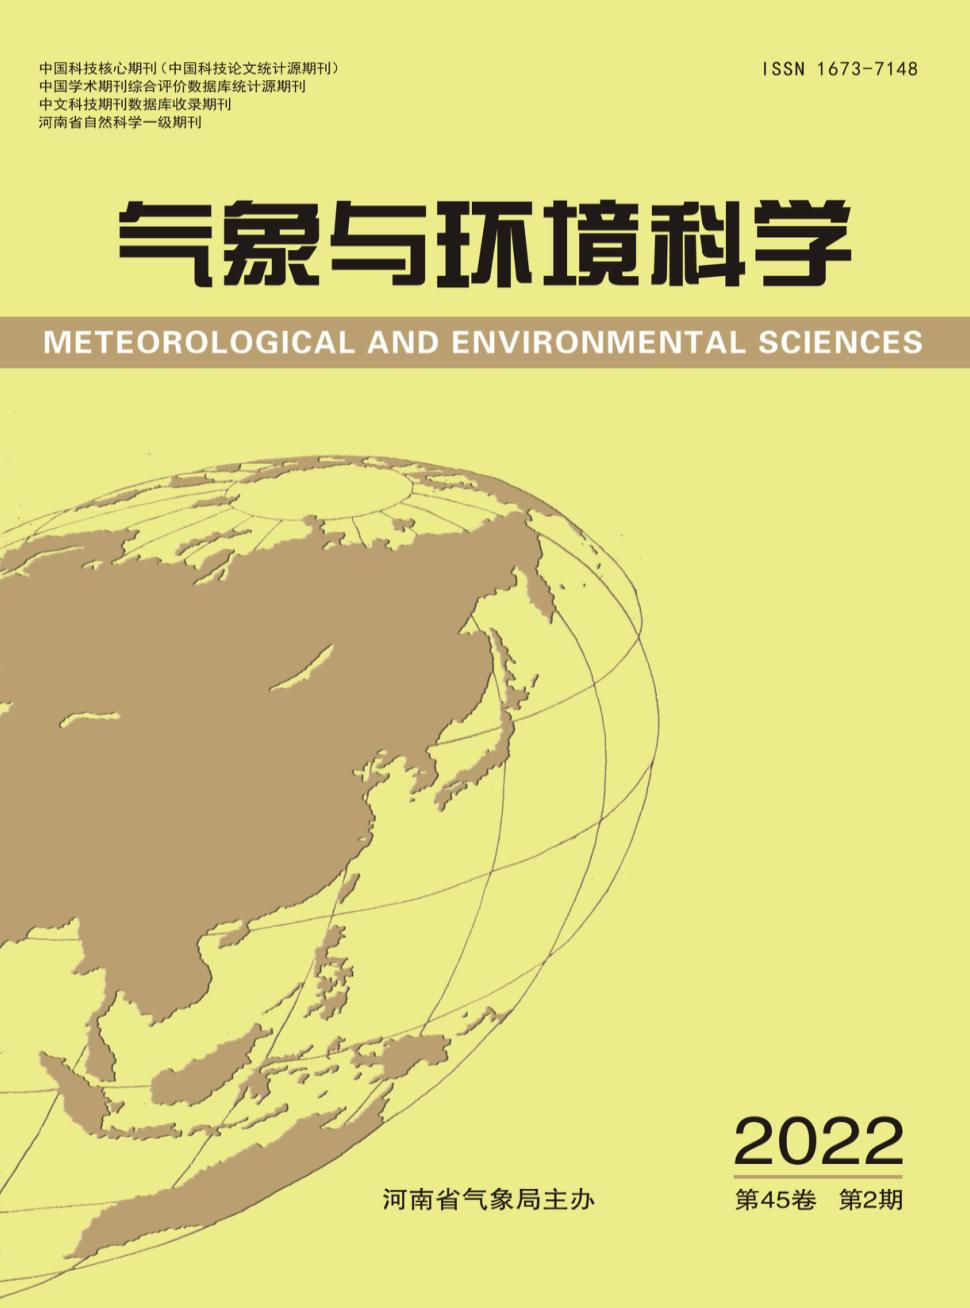 中国科技核心期刊(中国科技论文统计源期刊)
中国学术期刊综合评价数据库统计源期刊
中文科技期刊数据库收录期刊
河南省自然科学一级期刊
ISSN 1673-7148
气象与环境科学
METEOROLOGICAL AND ENVIRONMENTAL SCIENCES
2022
第45卷 第2期
河南省气象局主办